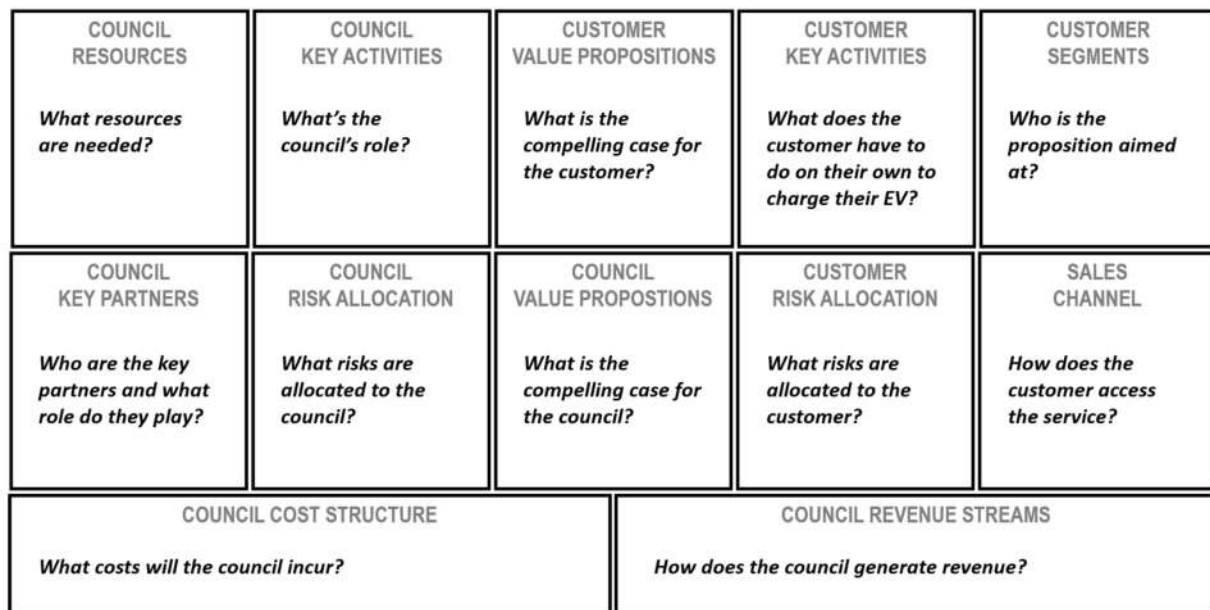 COUNCIL
RESOURCES
What resources
are needed?
COUNCIL
KEY ACTIVITIES
What's the
council's role?
CUSTOMER
VALUE PROPOSITIONS
What is the
compelling case for
the customer?
CUSTOMER
KEY ACTIVITIES
What does the
customer have to
do on their own to
charge their EV?
CUSTOMER
SEGMENTS
Who is the
proposition aimed
at?
COUNCIL
KEY PARTNERS
Who are the key
partners and what
role do they play?
COUNCIL
RISK ALLOCATION
What risks are
allocated to the
council?
COUNCIL
VALUE PROPOSTIONS
What is the
compelling case for
the council?
CUSTOMER
RISK ALLOCATION
What risks are
allocated to the
customer?
SALES
CHANNEL
How does the
customer access
the service?
COUNCIL COST STRUCTURE
What costs will the council incur?
COUNCIL REVENUE STREAMS
How does the council generate revenue?